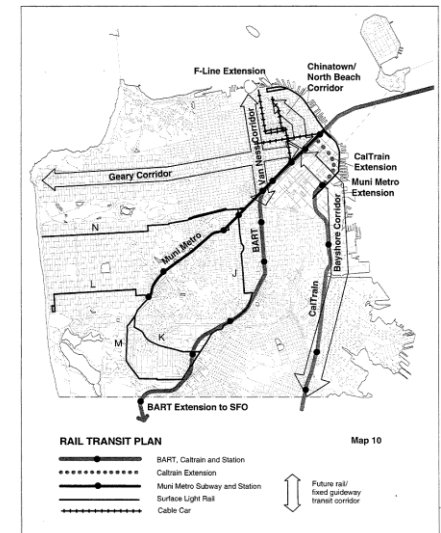 F-Line Extension
Chinatown/
North Beach
Corridor
Van Ness Corridor
CalTrain
Extension
Geary Corridor
Muni Metro
Extension
N
Muni Metro
BART
Bayshore Corridor
J
L
CalTrain
K
M
BART Extension to SFO
RAIL TRANSIT PLAN
Map 10
BART, Caltrain and Station
Caltrain Extension
Muni Metro Subway and Station
Surface Light Rail
Cable Car
Future rail/
fixed guideway
transit corridor